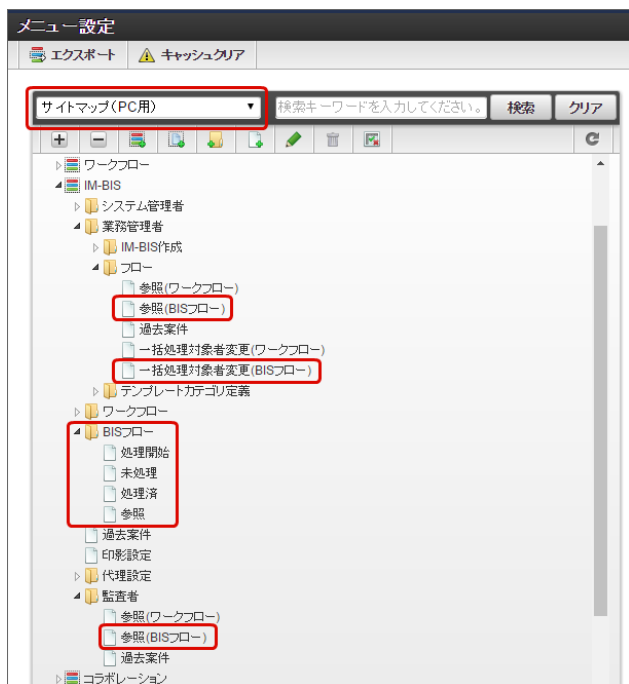 メニュー設定
エクスポート キャッシュクリア
サイトマップ(PC用) 検索キーワードを入力してください。 検索 クリア
ワークフロー
IM-BIS
システム管理者
業務管理者
IM-BIS作成
フロー
参照(ワークフロー)
参照(BISフロー)
過去案件
一括処理対象者変更(ワークフロー)
一括処理対象者変更(BISフロー)
テンプレートカテゴリ定義
ワークフロー
BISフロー
処理開始
未処理
処理済
参照
過去案件
印影設定
代理設定
監査者
参照(ワークフロー)
参照(BISフロー)
過去案件
コラボレーション